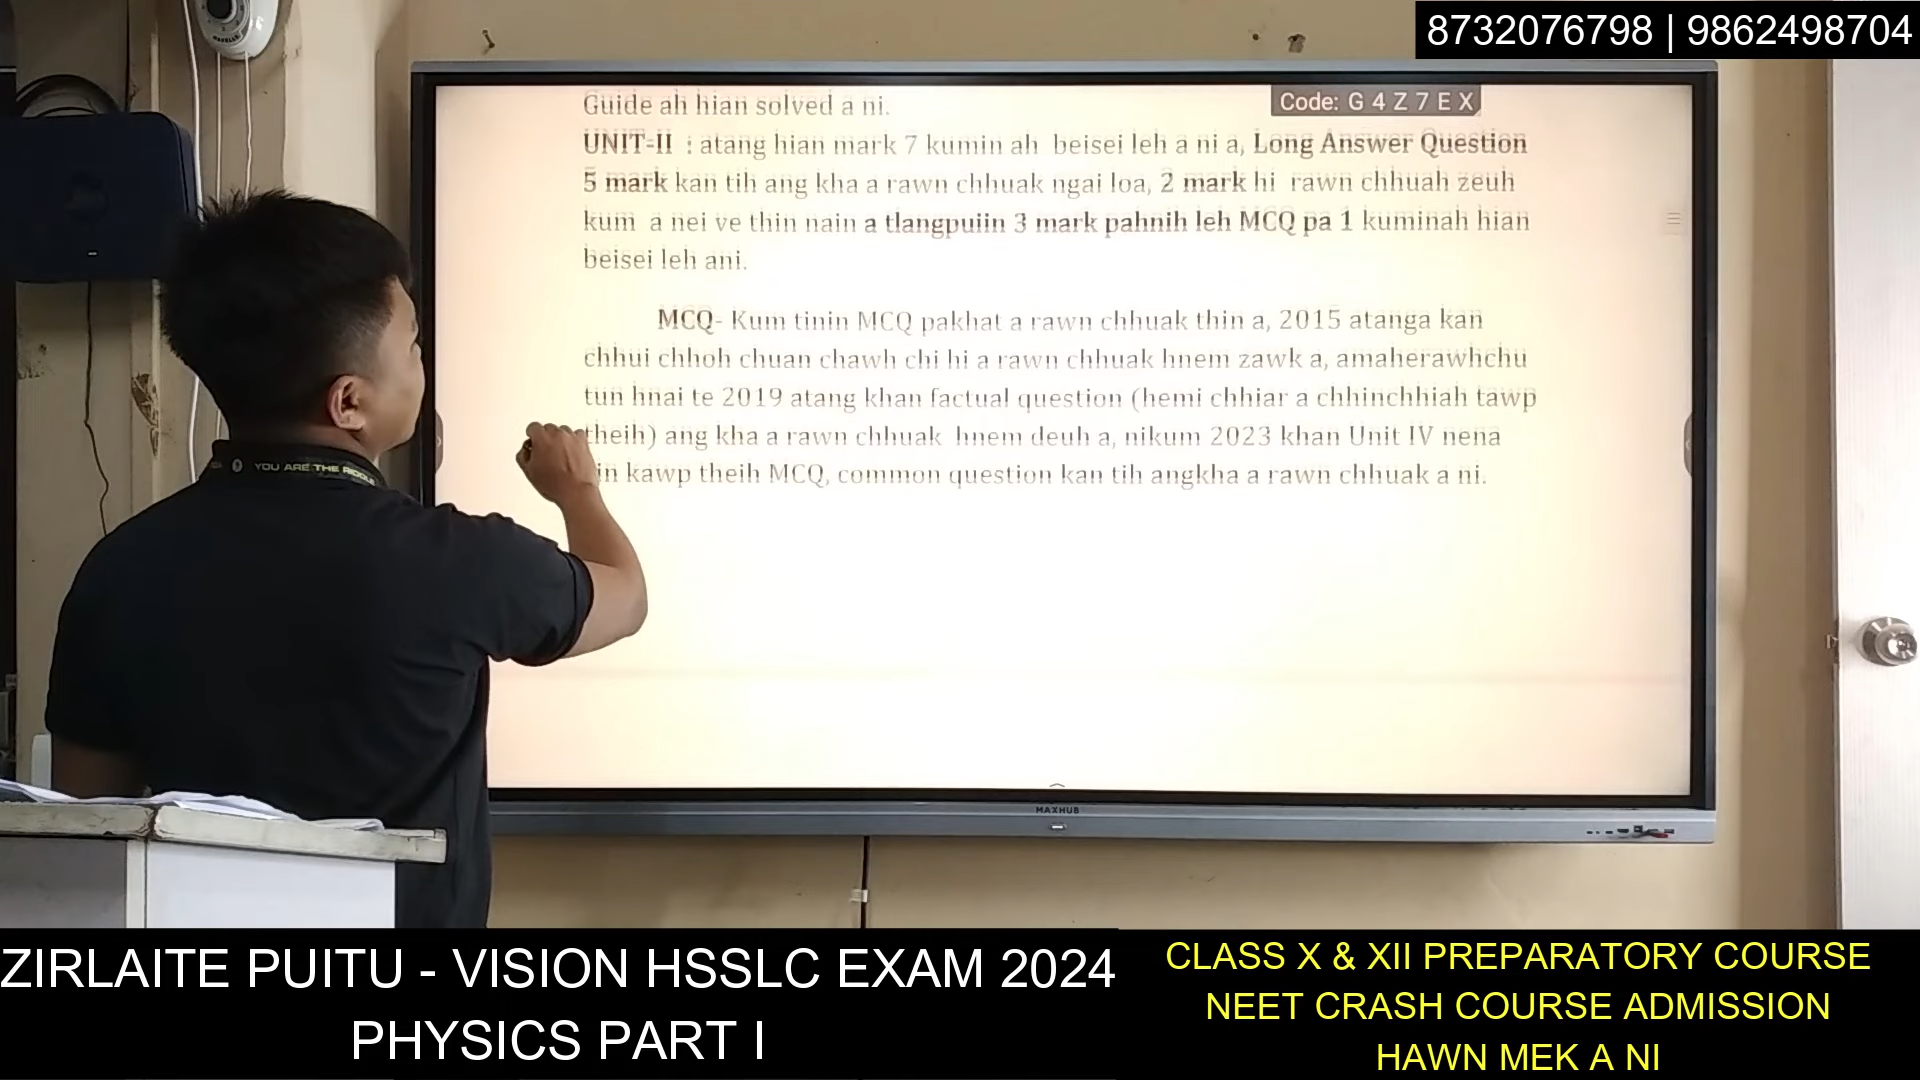 8732076798 | 9862498704
Code: G 4 Z 7 E X
Guide ah hian solved a ni.
UNIT-II : atang hian mark 7 kumin ah beisei leh a ni a, Long Answer Question
5 mark kan tih ang kha a rawn chhuak ngai loa, 2 mark hi rawn chhuah zeuh
kum a nei ve thin nain a tlangpuiin 3 mark pahnih leh MCQ pa 1 kuminah hian
beisei leh ani.
MCQ- Kum tinin MCQ pakhat a rawn chhuak thin a, 2015 atanga kan
chhui chhoh chuan chawh chi hi a rawn chhuak hnem zawk a, amaherawhchu
tun hnai te 2019 atang khan factual question (hemi chhiar a chhinchhiah tawp
theih) ang kha a rawn chhuak hnem deuh a, nikum 2023 khan Unit IV nena
in kawp theih MCQ, common question kan tih angkha a rawn chhuak a ni.
YOU ARE THE
MAXHUB
ZIRLAITE PUITU - VISION HSSLC EXAM 2024
PHYSICS PART I
CLASS X & XII PREPARATORY COURSE
NEET CRASH COURSE ADMISSION
HAWN MEK A NI